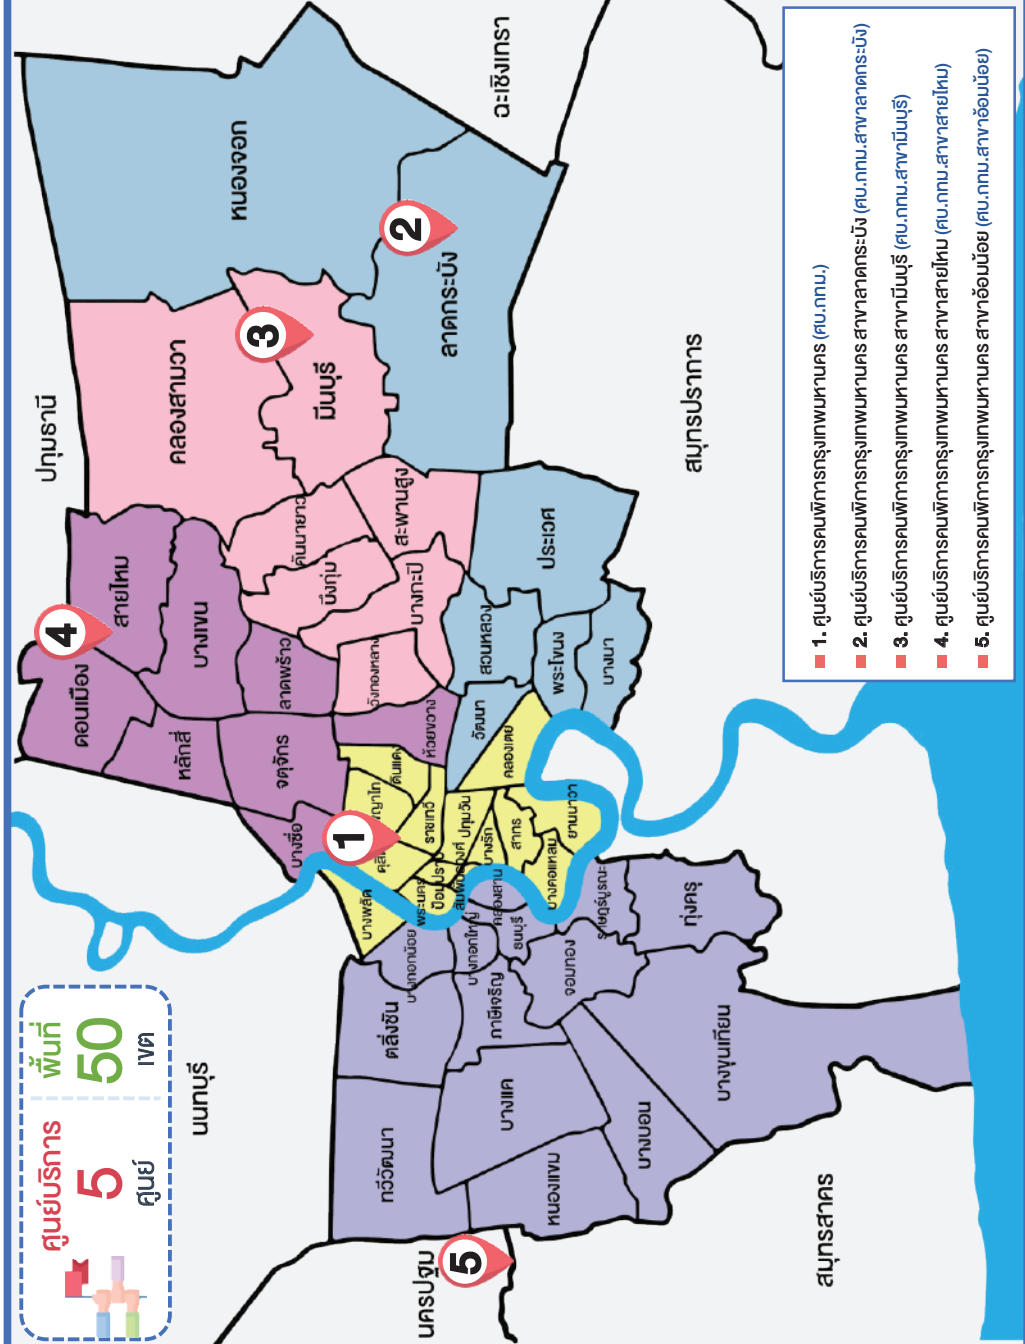 ศูนย์บริการ
5
ศูนย์
พื้นที่
50
เขต
นนทบุรี
ปทุมธานี
ฉะเชิงเทรา
สมุทรปราการ
สมุทรสาคร
นครปฐม
หนองจอก
ลาดกระบัง
2
คลองสามวา
3
มีนบุรี
คันนายาว
สะพานสูง
บึงกุ่ม
บางกะปิ
วังทองหลาง
4
สายไหม
ดอนเมือง
บางเขน
หลักสี่
ลาดพร้าว
จตุจักร
บางซื่อ
ห้วยขวาง
ประเวศ
สวนหลวง
พระโขนง
บางนา
วัฒนา
คลองเตย
ดินแดง
1
ราชเทวี
ปทุมวัน
บางรัก
สาทร
ยานนาวา
บางคอแหลม
บางพลัด
พระนคร
สัมพันธวงศ์
คลองสาน
ธนบุรี
บางกอกใหญ่
บางกอกน้อย
ราษฎร์บูรณะ
ทุ่งครุ
จอมทอง
ภาษีเจริญ
ตลิ่งชัน
ทวีวัฒนา
บางแค
หนองแขม
บางบอน
บางขุนเทียน
5
1. ศูนย์บริการคนพิการกรุงเทพมหานคร (ศบ.กทม.)
2. ศูนย์บริการคนพิการกรุงเทพมหานคร สาขาลาดกระบัง (ศบ.กทม.สาขาลาดกระบัง)
3. ศูนย์บริการคนพิการกรุงเทพมหานคร สาขามีนบุรี (ศบ.กทม.สาขามีนบุรี)
4. ศูนย์บริการคนพิการกรุงเทพมหานคร สาขาสายไหม (ศบ.กทม.สาขาสายไหม)
5. ศูนย์บริการคนพิการกรุงเทพมหานคร สาขาอ้อมน้อย (ศบ.กทม.สาขาอ้อมน้อย)